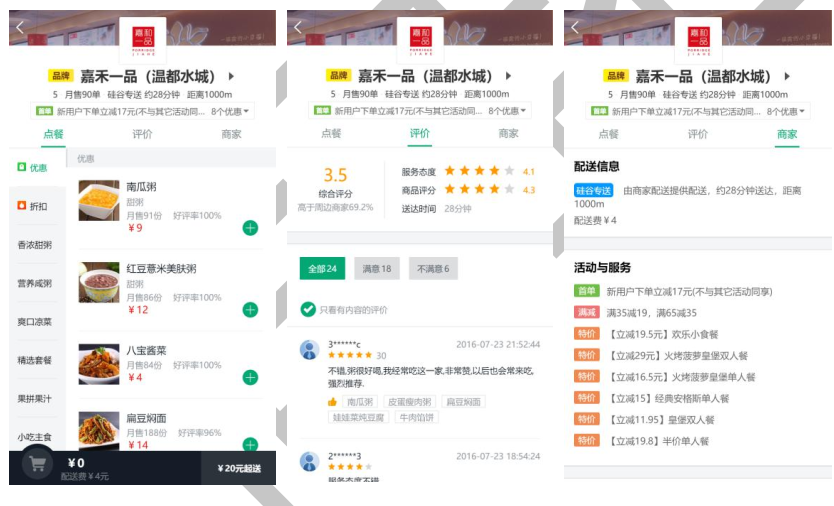 嘉和
一品
PORRIDGE
JIAHE
品牌 嘉禾一品（温都水城）
5 月售90单 硅谷专送 约28分钟 距离1000m
首单 新用户下单立减17元(不与其它活动同... 8个优惠
点餐 评价 商家
优惠
折扣
香浓甜粥
营养咸粥
爽口凉菜
精选套餐
果拼果汁
小吃主食
优惠
南瓜粥
甜粥
月售91份 好评率100%
¥9
红豆薏米美肤粥
甜粥
月售86份 好评率100%
¥12
八宝酱菜
月售84份 好评率100%
¥4
扁豆焖面
月售188份 好评率96%
¥14
¥0
配送费¥4元
¥20元起送
嘉和
一品
PORRIDGE
JIAHE
品牌 嘉禾一品（温都水城）
5 月售90单 硅谷专送 约28分钟 距离1000m
首单 新用户下单立减17元(不与其它活动同... 8个优惠
点餐 评价 商家
3.5
综合评分
高于周边商家69.2%
服务态度 4.1
商品评分 4.3
送达时间 28分钟
全部24 满意18 不满意6
只看有内容的评价
3******c 2016-07-23 21:52:44
30
不错,粥很好喝,我经常吃这一家,非常赞,以后也会常来吃,
强烈推荐.
南瓜粥 皮蛋瘦肉粥 扁豆焖面
娃娃菜炖豆腐 牛肉馅饼
2******3 2016-07-23 18:54:24
服务态度不错
嘉和
一品
PORRIDGE
JIAHE
品牌 嘉禾一品（温都水城）
5 月售90单 硅谷专送 约28分钟 距离1000m
首单 新用户下单立减17元(不与其它活动同... 8个优惠
点餐 评价 商家
配送信息
硅谷专送 由商家配送提供配送，约28分钟送达，距离
1000m
配送费¥4
活动与服务
首单 新用户下单立减17元(不与其它活动同享)
满减 满35减19，满65减35
特价 【立减19.5元】欢乐小食餐
特价 【立减29元】火烤菠萝皇堡双人餐
特价 【立减16.5元】火烤菠萝皇堡单人餐
特价 【立减15】经典安格斯单人餐
特价 【立减11.95】皇堡双人餐
特价 【立减19.8】半价单人餐